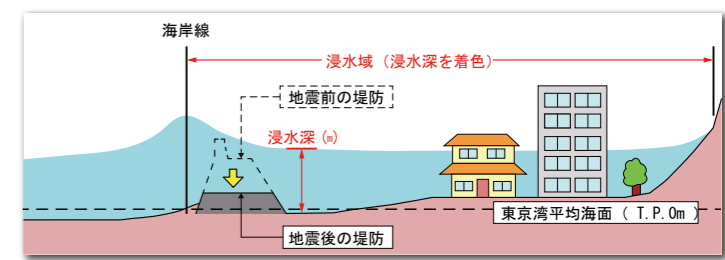 海岸線
浸水域（浸水深を着色）
地震前の堤防
浸水深(m)
東京湾平均海面（ T.P.0m ）
地震後の堤防